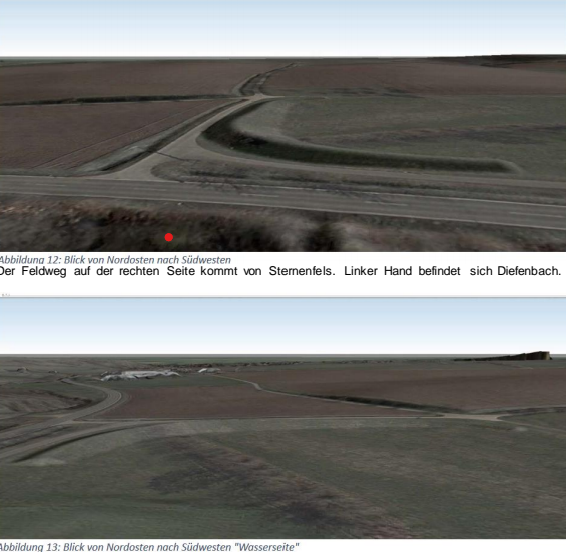 Abbildung 12: Blick von Nordosten nach Südwesten
Der Feldweg auf der rechten Seite kommt von Sternenfels. Linker Hand befindet sich Diefenbach.
Abbildung 13: Blick von Nordosten nach Südwesten "Wasserseite"